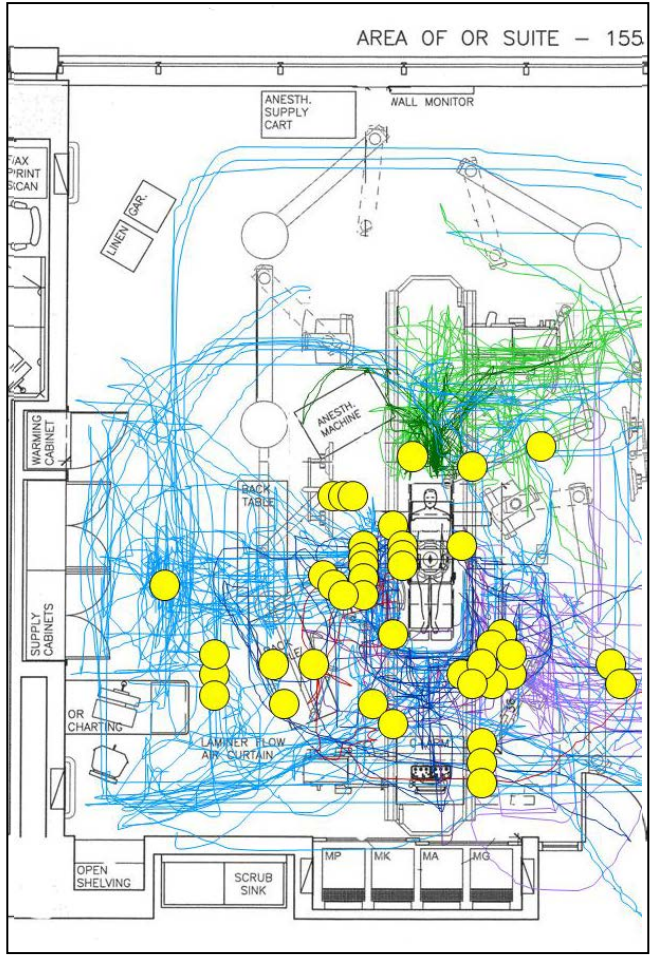 AREA OF OR SUITE - 155
ANESTH.
SUPPLY
CART
WALL MONITOR
F/AX
PRINT
SCAN
GAR.
LINEN
WARMING
CABINET
ANESTH.
MACHINE
BACK
TABLE
SUPPLY
CABINETS
OR
CHARTING
LAMINER FLOW
AIR CURTAIN
C-ARM
OPEN
SHELVING
SCRUB
SINK
MP
MK
MA
MG